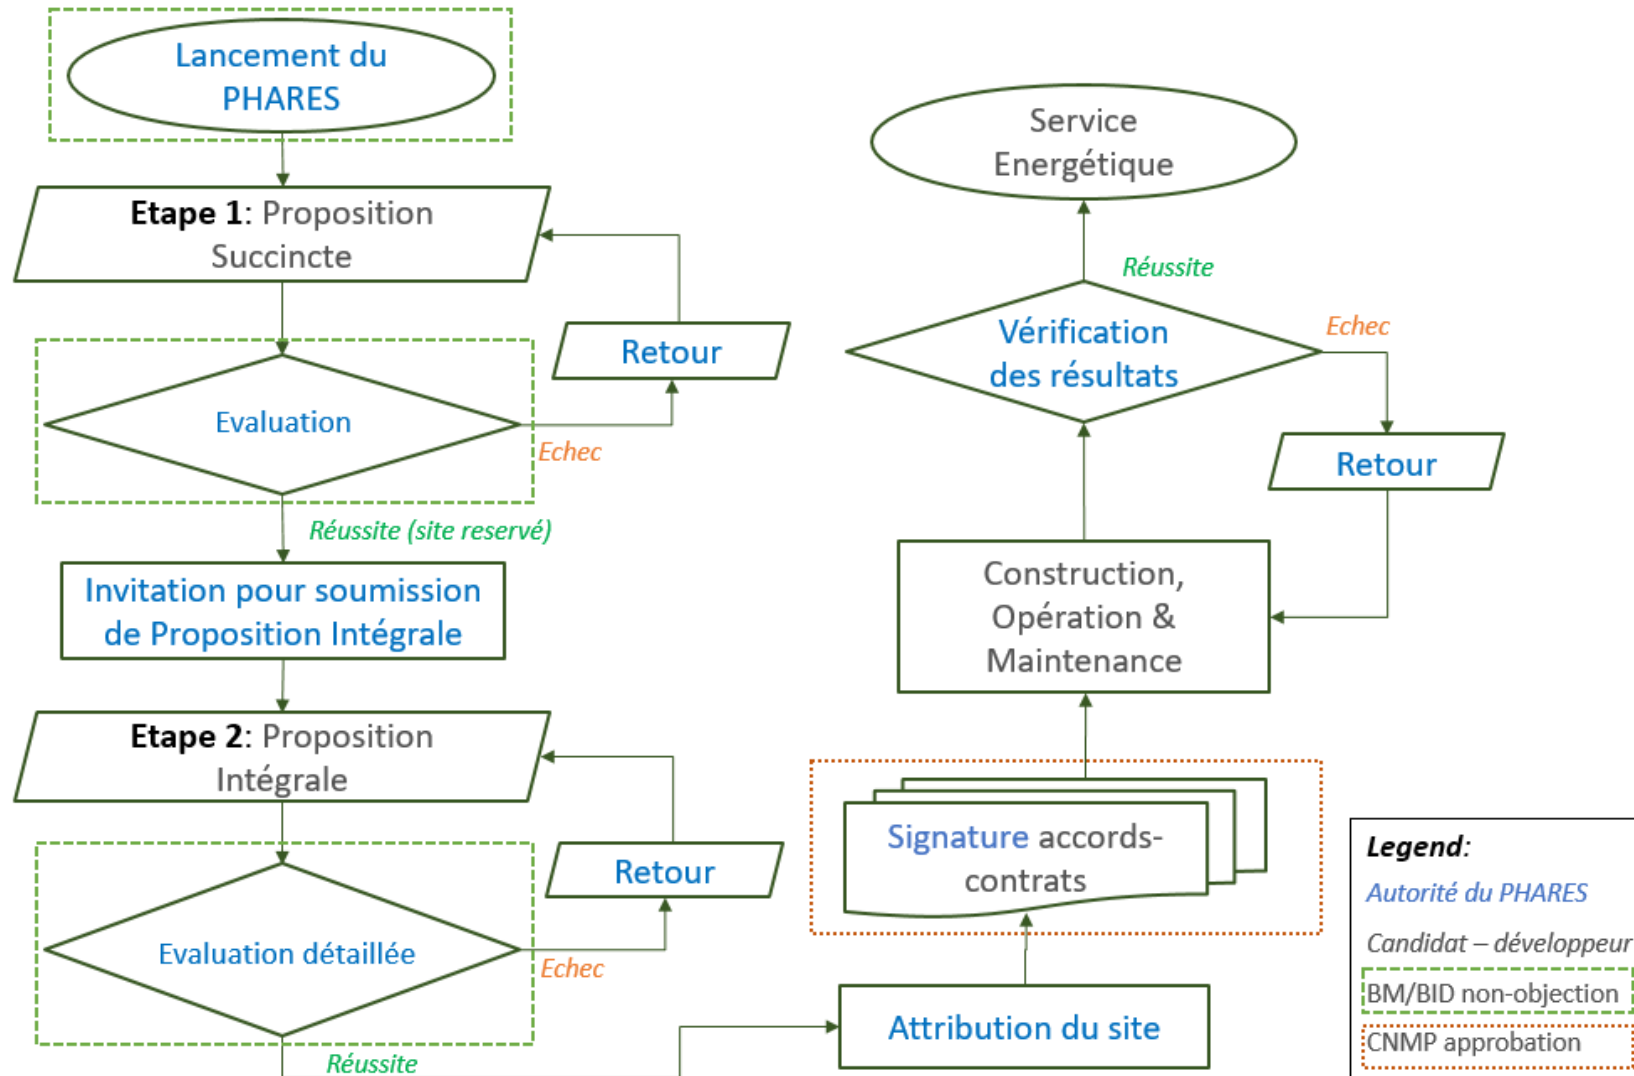 Lancement du
PHARES
Etape 1: Proposition
Succincte
Retour
Evaluation
Echec
Réussite (site reservé)
Invitation pour soumission
de Proposition Intégrale
Etape 2: Proposition
Intégrale
Retour
Evaluation détaillée
Echec
Réussite
Service
Energétique
Réussite
Vérification
des résultats
Echec
Retour
Construction,
Opération &
Maintenance
Signature accords-
contrats
Attribution du site
Legend:
Autorité du PHARES
Candidat – développeur
BM/BID non-objection
CNMP approbation